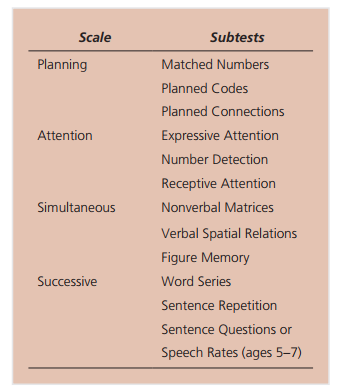 Scale Subtests
Planning Matched Numbers
Planned Codes
Planned Connections
Attention Expressive Attention
Number Detection
Receptive Attention
Simultaneous Nonverbal Matrices
Verbal Spatial Relations
Figure Memory
Successive Word Series
Sentence Repetition
Sentence Questions or
Speech Rates (ages 5–7)